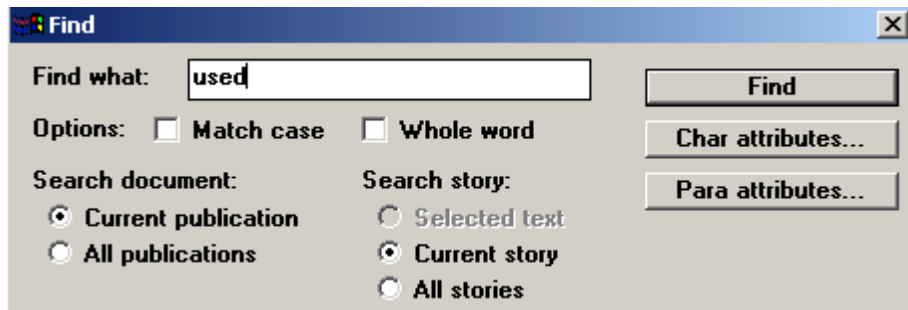 Find
Find what: used Find
Options: Match case Whole word Char attributes...
Search document: Search story: Para attributes...
Current publication Selected text
All publications Current story
All stories